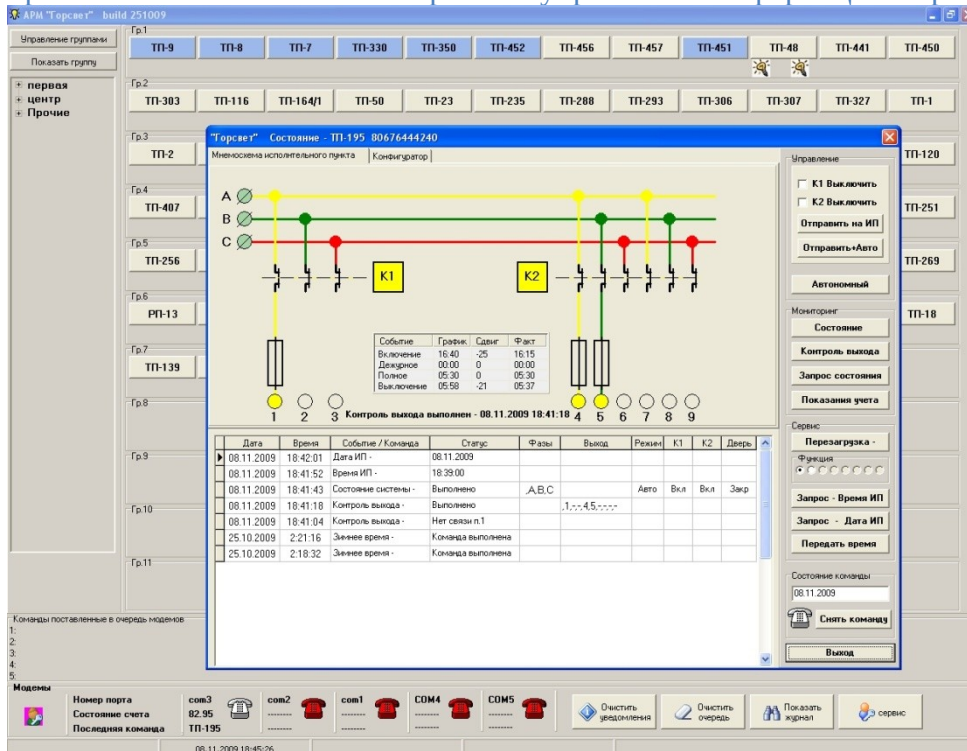 АРМ "Горсвет" build 251009
Управление группами
Показать группу
первая
центр
Прочие
Гр.1
ТП-9 ТП-8 ТП-7 ТП-330 ТП-350 ТП-452 ТП-456 ТП-457 ТП-451 ТП-48 ТП-441 ТП-450
Гр.2
ТП-303 ТП-116 ТП-164/1 ТП-50 ТП-23 ТП-235 ТП-288 ТП-293 ТП-306 ТП-307 ТП-327 ТП-1
Гр.3
ТП-2 ТП-120
Гр.4
ТП-407 ТП-251
Гр.5
ТП-256 ТП-269
Гр.6
РП-13 ТП-18
Гр.7
ТП-139
Гр.8
Гр.9
Гр.10
Гр.11
"Горсвет" Состояние - ТП-195 80676444240
Мнемосхема исполнительного пункта Конфигуратор
A
B
C
K1 K2
Событие График Сдвиг Факт
Включение 16:40 -25 16:15
Дежурное 00:00 0 00:00
Полное 05:30 0 05:30
Выключение 05:58 -21 05:37
1 2 3 Контроль выхода выполнен - 08.11.2009 18:41:18 4 5 6 7 8 9
Дата Время Событие / Команда Статус Фазы Выход Режим К1 К2 Дверь
08.11.2009 18:42:01 Дата ИП - 08.11.2009
08.11.2009 18:41:52 Время ИП - 18:39:00
08.11.2009 18:41:43 Состояние системы - Выполнено ,A,B,C Авто Вкл Вкл Закр
08.11.2009 18:41:18 Контроль выхода - Выполнено ,1,-,-,4,5,-,-,-,-
08.11.2009 18:41:04 Контроль выхода - Нет связи п.1
25.10.2009 2:21:16 Зимнее время - Команда выполнена
25.10.2009 2:18:32 Зимнее время - Команда выполнена
Управление
К1 Выключить
К2 Выключить
Отправить на ИП
Отправить+Авто
Автономный
Мониторинг
Состояние
Контроль выхода
Запрос состояния
Показания учета
Сервис
Перезагрузка -
Функция
Запрос - Время ИП
Запрос - Дата ИП
Передать время
Состояние команды
08.11.2009
Снять команду
Выход
Команды поставленные в очередь модемов
1:
2:
3:
4:
5:
Модемы
Номер порта com3 com2 com1 COM4 COM5
Состояние счета 82.95 -------- -------- -------- --------
Последняя команда ТП-195 -------- -------- -------- --------
Очистить уведомления
Очистить очередь
Показать журнал
сервис
08.11.2009 18:45:26